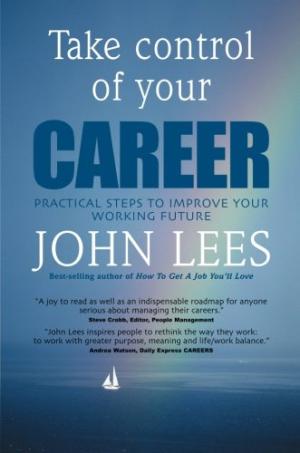 Take control
of your
CAREER
PRACTICAL STEPS TO IMPROVE YOUR
WORKING FUTURE
JOHN LEES
Best-selling author of How To Get A Job You'll Love
"A joy to read as well as an indispensable roadmap for anyone
serious about managing their careers."
Steve Crabb, Editor, People Management
"John Lees inspires people to rethink the way they work:
to work with greater purpose, meaning and life/work balance."
Andrea Watson, Daily Express CAREERS